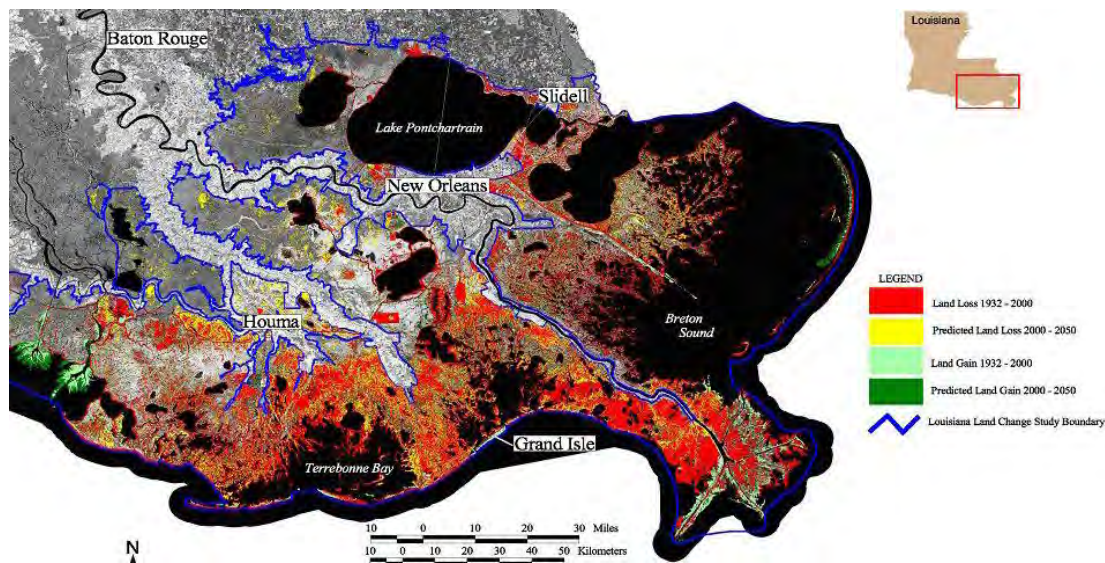 Baton Rouge
Louisiana
Slidell
Lake Pontchartrain
New Orleans
LEGEND
Land Loss 1932 - 2000
Predicted Land Loss 2000 - 2050
Land Gain 1932 - 2000
Predicted Land Gain 2000 - 2050
Louisiana Land Change Study Boundary
Breton
Sound
Houma
Grand Isle
Terrebonne Bay
10 0 10 20 30 Miles
10 0 10 20 30 40 50 Kilometers
N